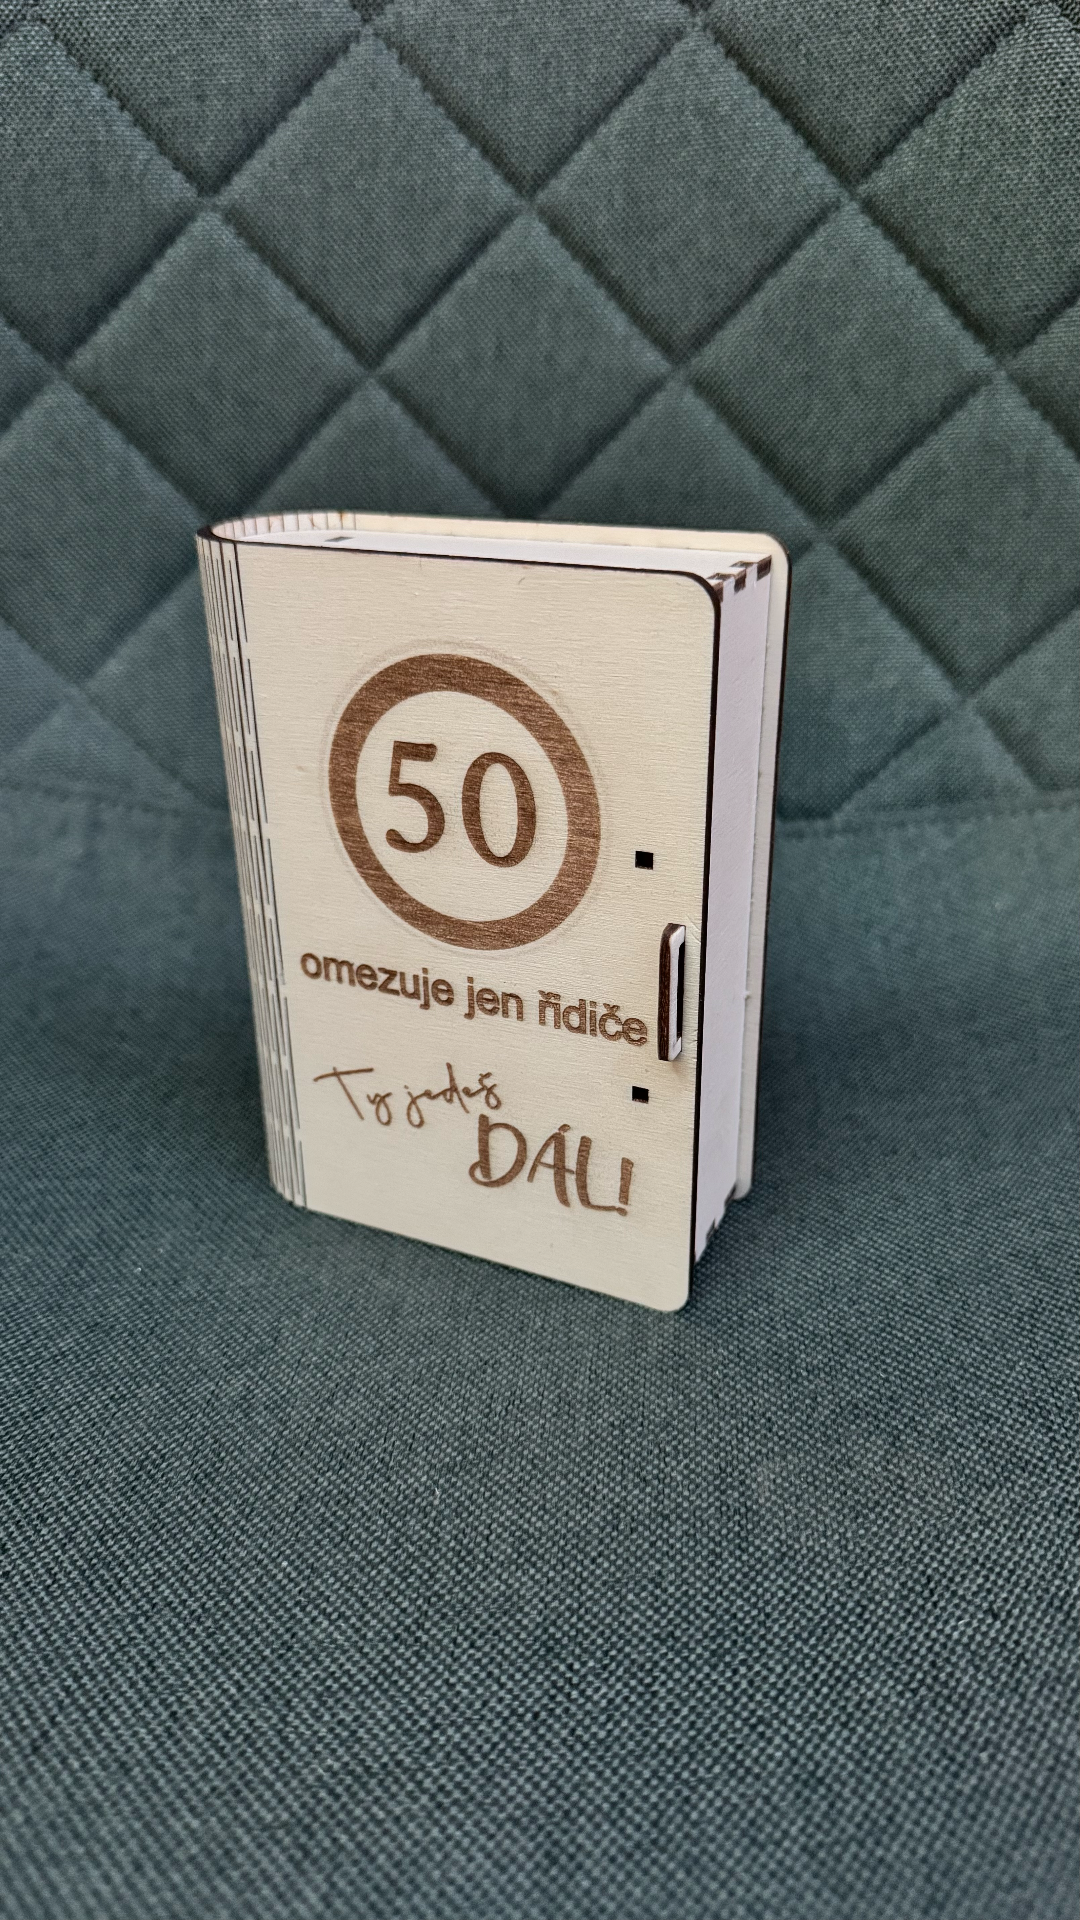 50
omezuje jen řidiče
Ty jedeš
DÁL!